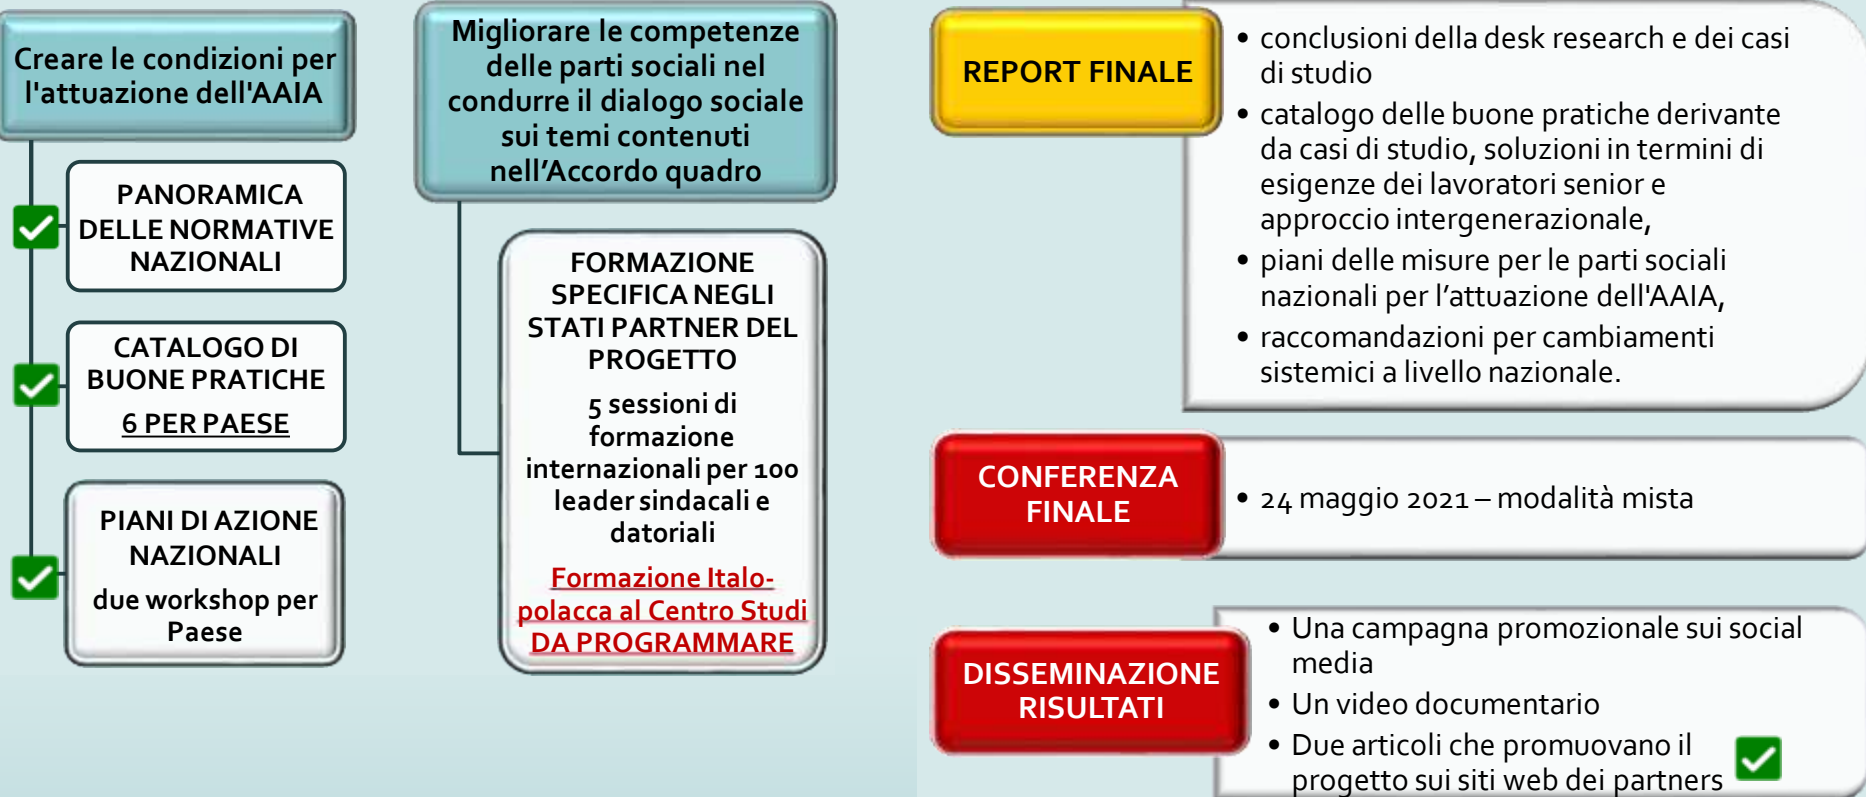 Creare le condizioni per
l'attuazione dell'AAIA
PANORAMICA
DELLE NORMATIVE
NAZIONALI
CATALOGO DI
BUONE PRATICHE
6 PER PAESE
PIANI DI AZIONE
NAZIONALI
due workshop per
Paese
Migliorare le competenze
delle parti sociali nel
condurre il dialogo sociale
sui temi contenuti
nell’Accordo quadro
FORMAZIONE
SPECIFICA NEGLI
STATI PARTNER DEL
PROGETTO
5 sessioni di
formazione
internazionali per 100
leader sindacali e
datoriali
Formazione Italo-
polacca al Centro Studi
DA PROGRAMMARE
REPORT FINALE
• conclusioni della desk research e dei casi
di studio
• catalogo delle buone pratiche derivante
da casi di studio, soluzioni in termini di
esigenze dei lavoratori senior e
approccio intergenerazionale,
• piani delle misure per le parti sociali
nazionali per l’attuazione dell'AAIA,
• raccomandazioni per cambiamenti
sistemici a livello nazionale.
CONFERENZA
FINALE
• 24 maggio 2021 – modalità mista
DISSEMINAZIONE
RISULTATI
• Una campagna promozionale sui social
media
• Un video documentario
• Due articoli che promuovano il
progetto sui siti web dei partners